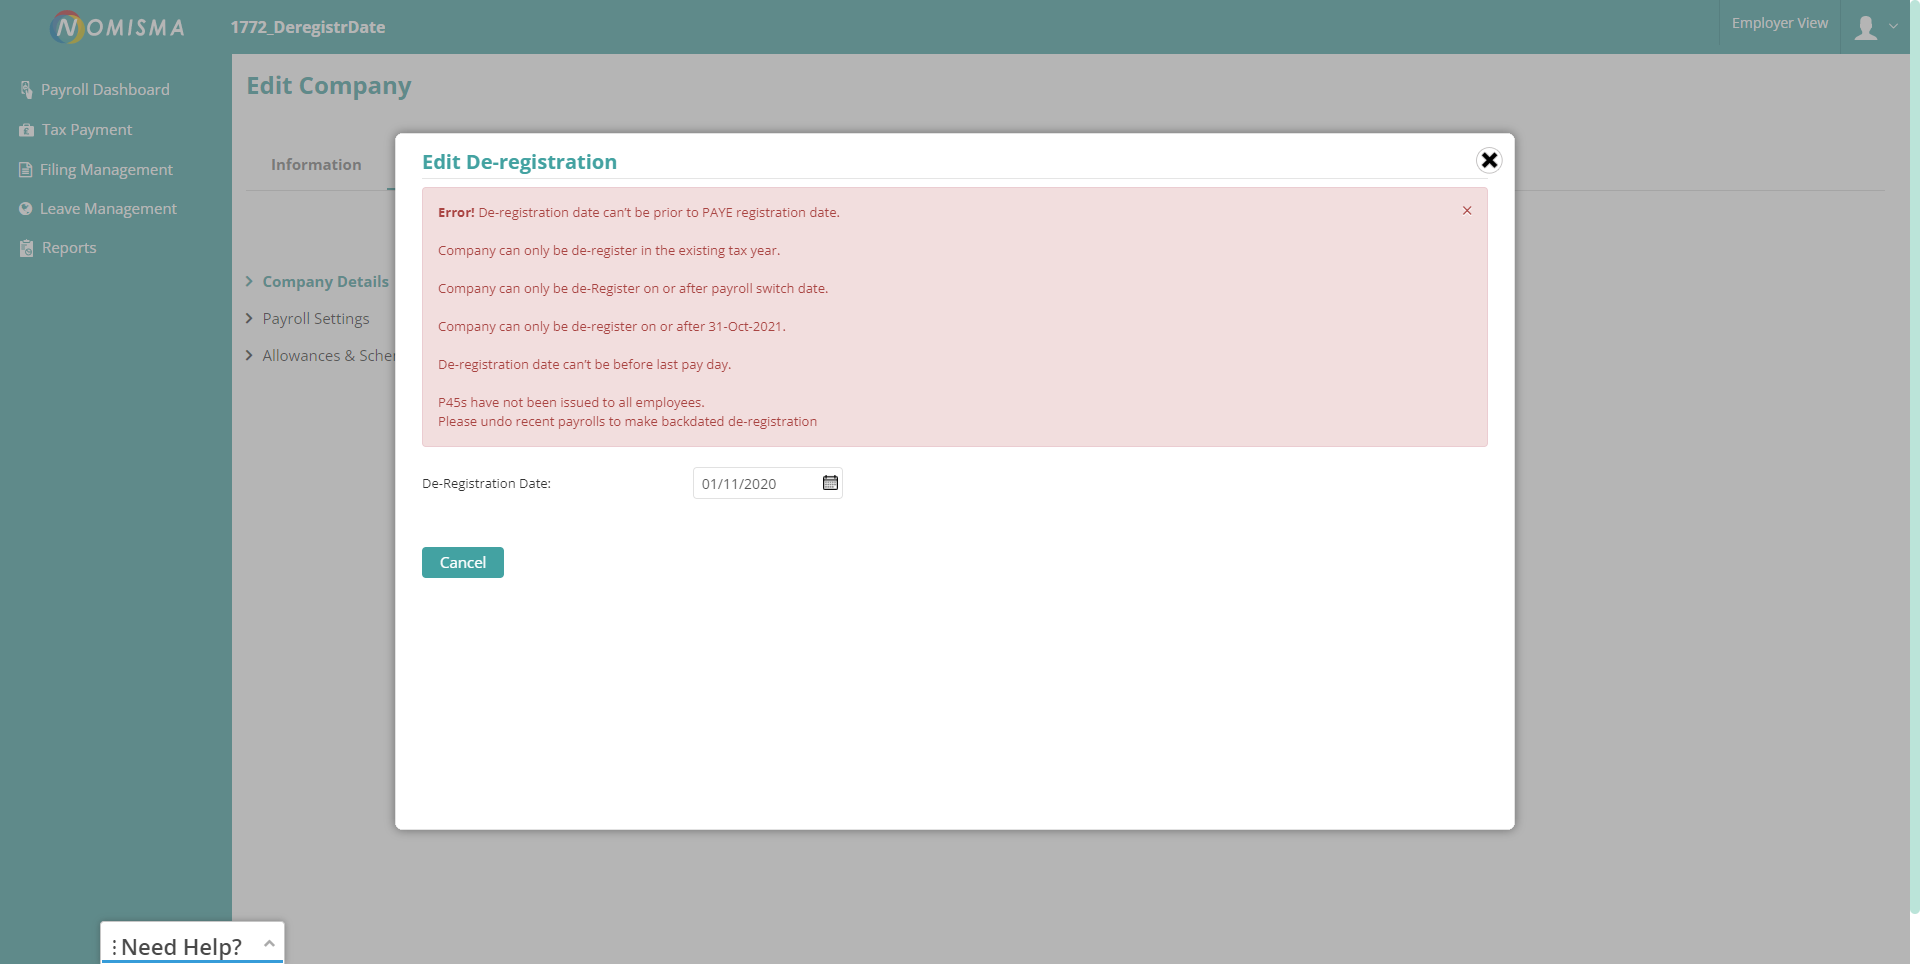 NOMISMA
1772_DeregistrDate
Employer View
Payroll Dashboard
Tax Payment
Filing Management
Leave Management
Reports
Edit Company
Information
Company Details
Payroll Settings
Allowances & Scher
Edit De-registration
Error! De-registration date can't be prior to PAYE registration date.
Company can only be de-register in the existing tax year.
Company can only be de-Register on or after payroll switch date.
Company can only be de-register on or after 31-Oct-2021.
De-registration date can't be before last pay day.
P45s have not been issued to all employees.
Please undo recent payrolls to make backdated de-registration
De-Registration Date:
01/11/2020
Cancel
Need Help?